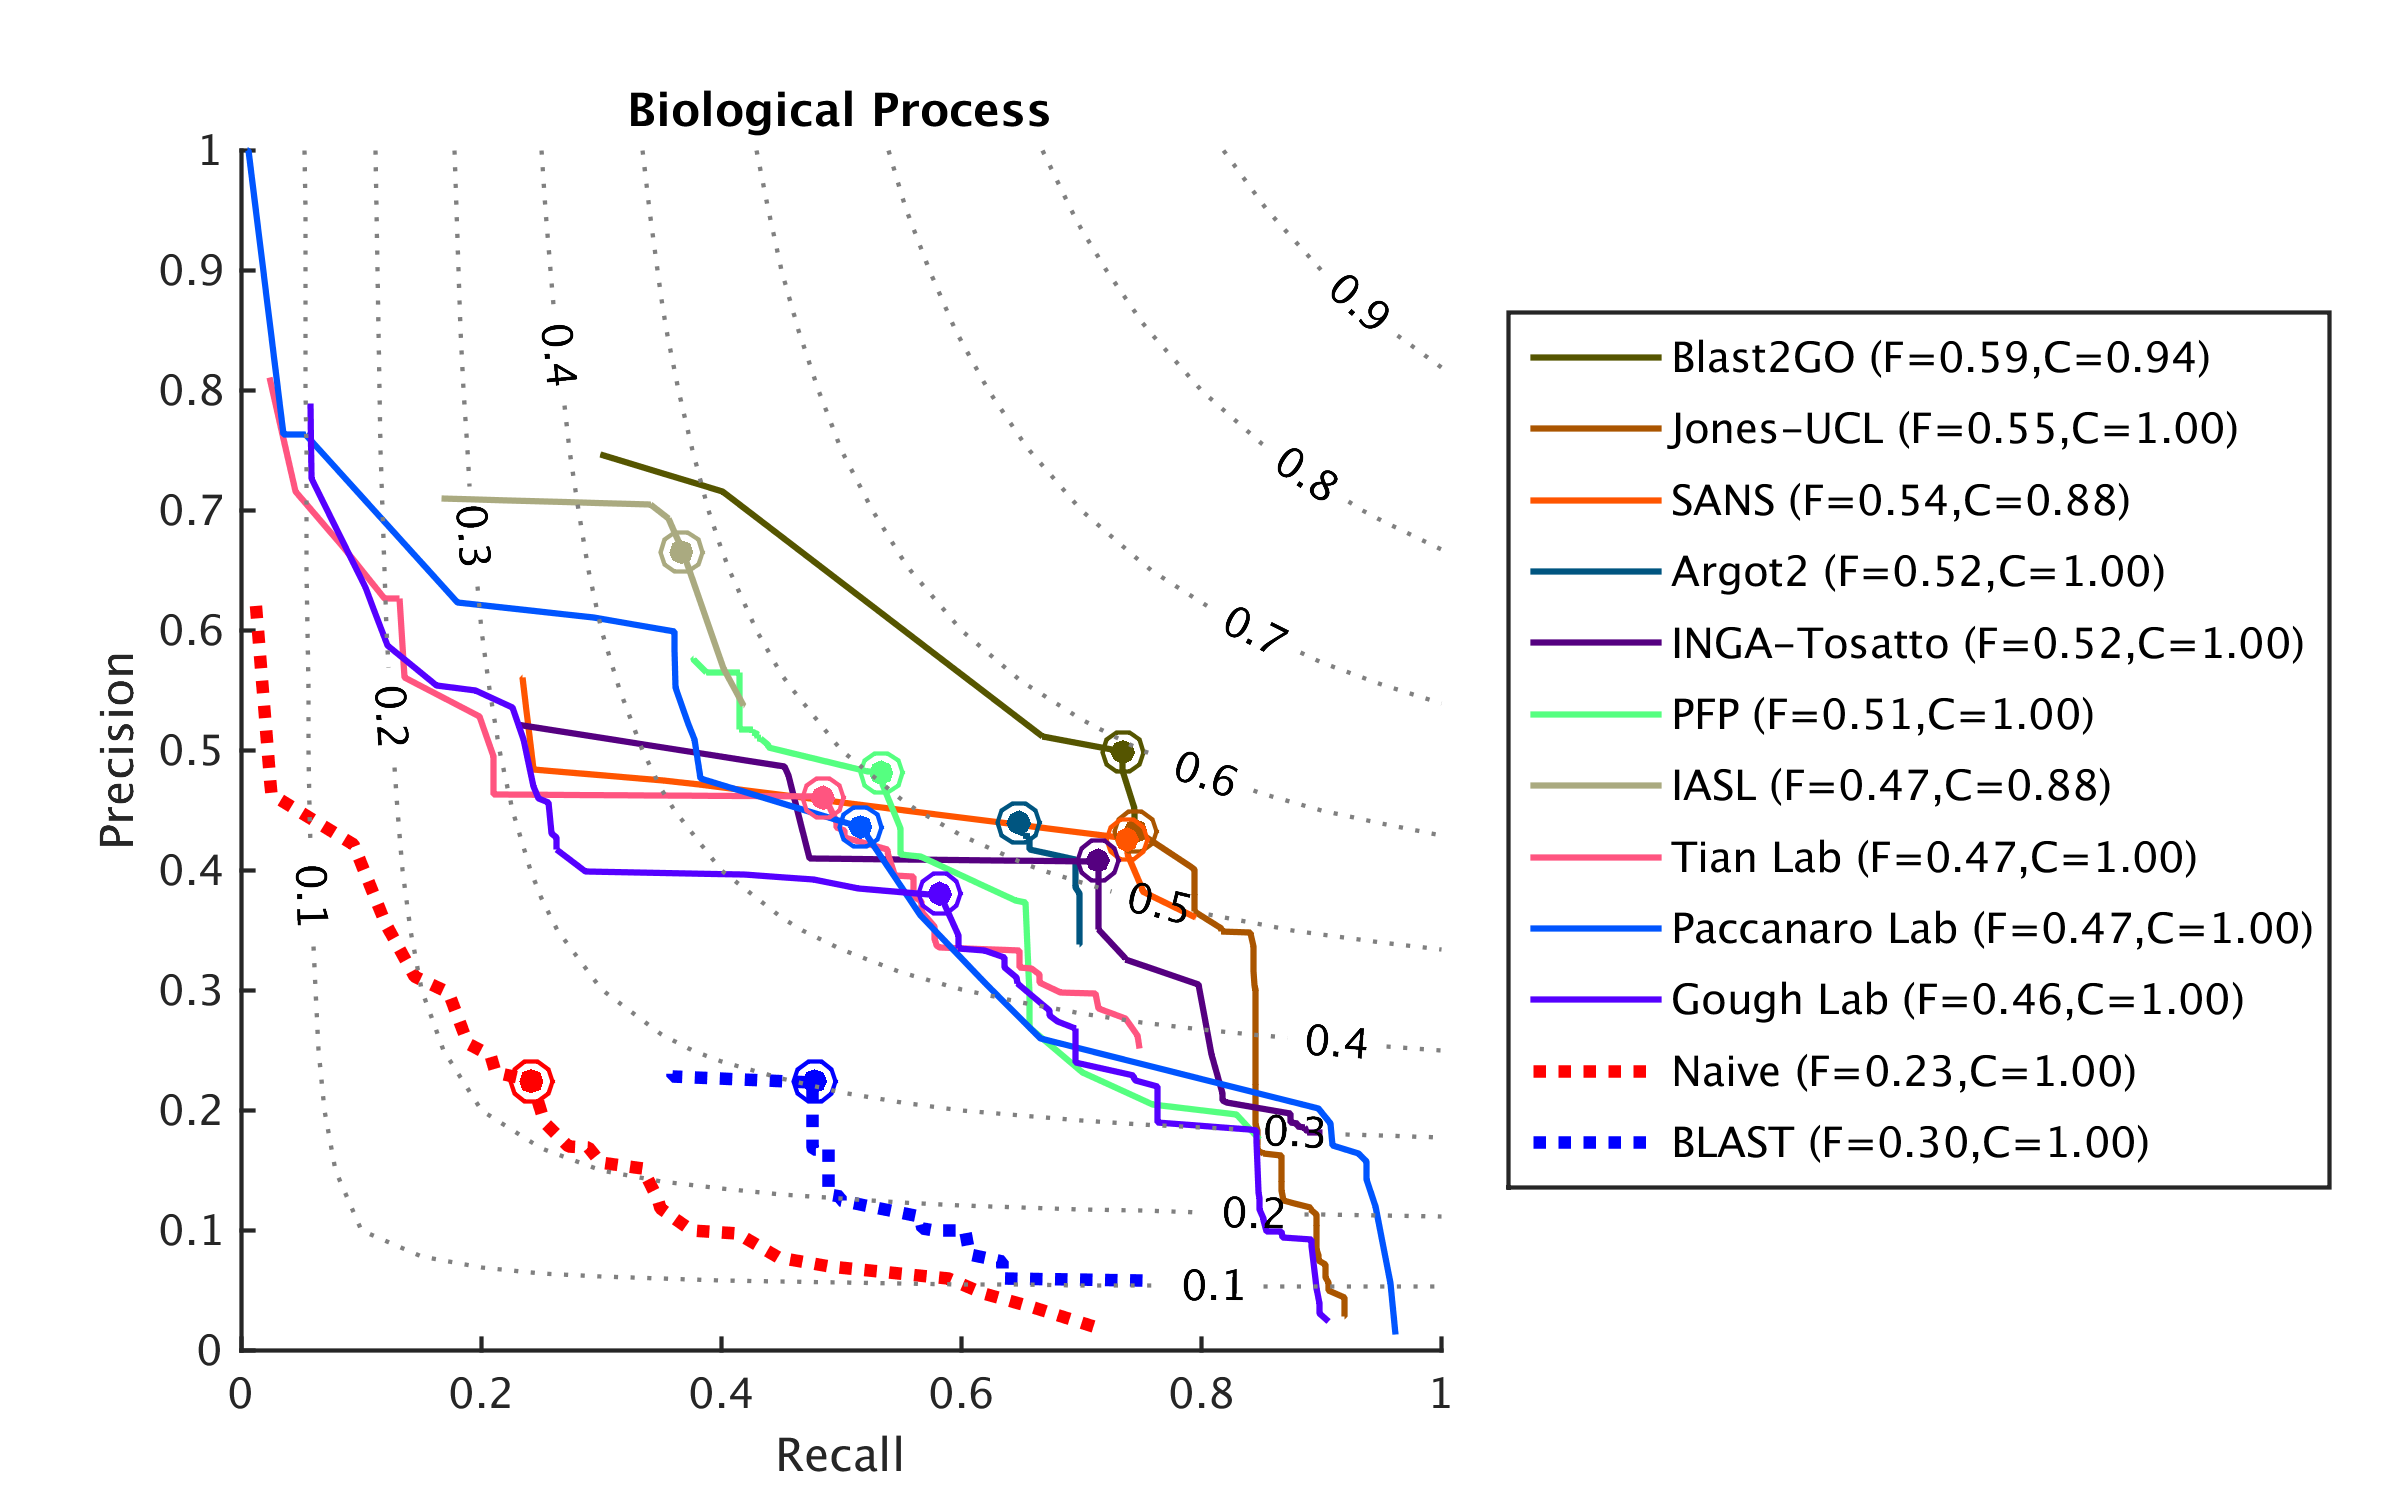 Biological Process
1
0.9
0.8
0.7
0.6
0.5
0.4
0.3
0.2
0.1
0
Precision
0
0.2
0.4
0.6
0.8
1
Recall
0.1
0.2
0.3
0.4
0.9
0.8
0.7
0.6
0.5
0.4
0.3
0.2
0.1
Blast2GO (F=0.59,C=0.94)
Jones-UCL (F=0.55,C=1.00)
SANS (F=0.54,C=0.88)
Argot2 (F=0.52,C=1.00)
INGA-Tosatto (F=0.52,C=1.00)
PFP (F=0.51,C=1.00)
IASL (F=0.47,C=0.88)
Tian Lab (F=0.47,C=1.00)
Paccanaro Lab (F=0.47,C=1.00)
Gough Lab (F=0.46,C=1.00)
Naive (F=0.23,C=1.00)
BLAST (F=0.30,C=1.00)